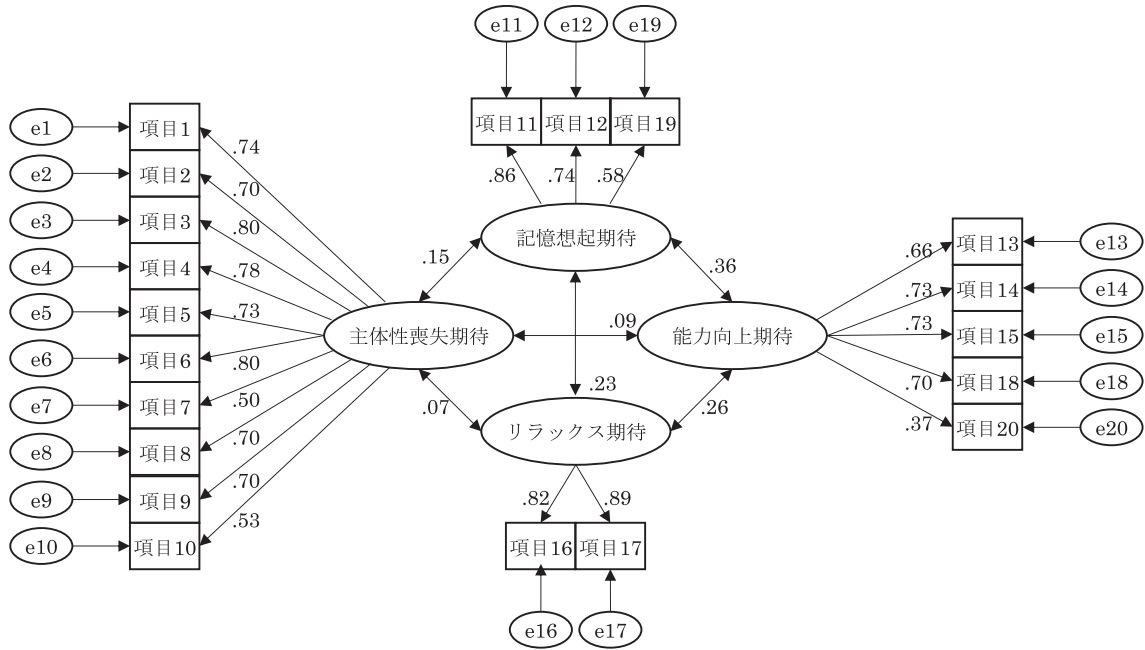 e11
e12
e19
項目11
項目12
項目19
.86
.74
.58
記憶想起期待
e1
項目1
.74
e2
項目2
.70
e3
項目3
.80
e4
項目4
.78
e5
項目5
.73
e6
項目6
.80
e7
項目7
.50
e8
項目8
.70
e9
項目9
.70
e10
項目10
.53
.15
.36
主体性喪失期待
.09
能力向上期待
.07
.23
.26
リラックス期待
.66
項目13
e13
.73
項目14
e14
.73
項目15
e15
.70
項目18
e18
.37
項目20
e20
.82
.89
項目16
項目17
e16
e17